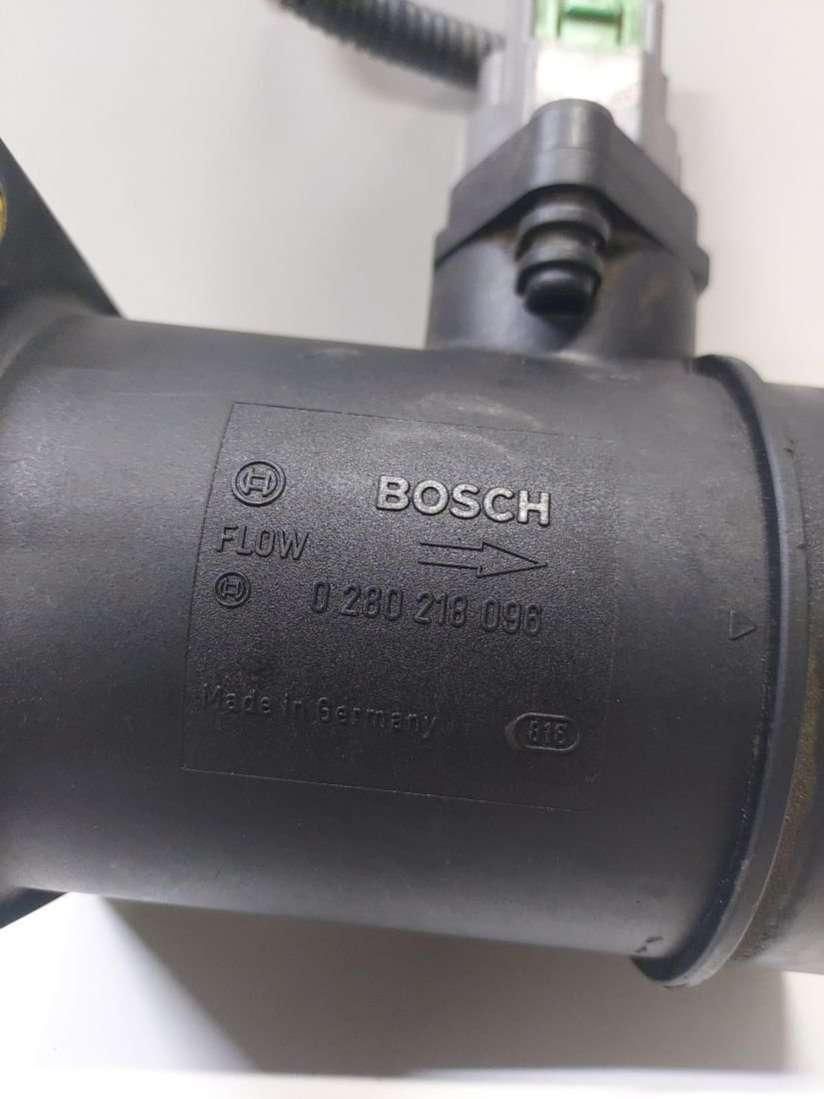 BOSCH
FLOW
0 280 218 096
Made in Germany
816